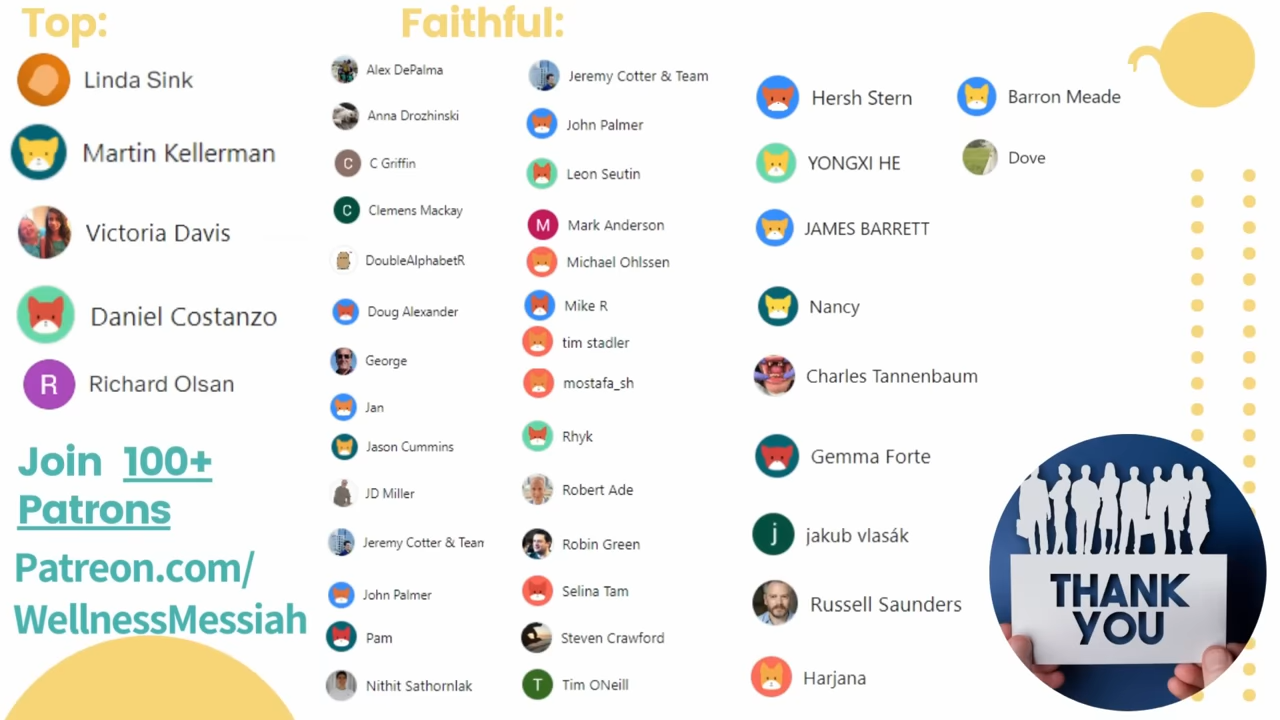 Top:
Linda Sink
Martin Kellerman
Victoria Davis
Daniel Costanzo
R
Richard Olsan
Join 100+
Patrons
Patreon.com/
WellnessMessiah
Faithful:
Alex DePalma
Anna Drozhinski
C
C Griffin
C
Clemens Mackay
DoubleAlphabetR
Doug Alexander
George
Jan
Jason Cummins
JD Miller
Jeremy Cotter & Tean
John Palmer
Pam
Nithit Sathornlak
Jeremy Cotter & Team
John Palmer
Leon Seutin
M
Mark Anderson
Michael Ohlssen
Mike R
tim stadler
mostafa_sh
Rhyk
Robert Ade
Robin Green
Selina Tam
Steven Crawford
T
Tim ONeill
Hersh Stern
YONGXI HE
JAMES BARRETT
Nancy
Charles Tannenbaum
Gemma Forte
j
jakub vlasák
Russell Saunders
Harjana
Barron Meade
Dove
THANK
YOU